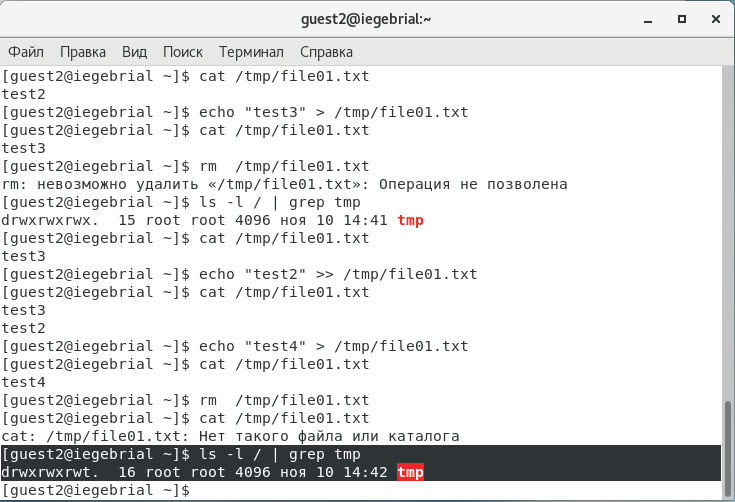 guest2@iegebrial:~
Файл Правка Вид Поиск Терминал Справка
[guest2@iegebrial ~]$ cat /tmp/file01.txt
test2
[guest2@iegebrial ~]$ echo "test3" > /tmp/file01.txt
[guest2@iegebrial ~]$ cat /tmp/file01.txt
test3
[guest2@iegebrial ~]$ rm  /tmp/file01.txt
rm: невозможно удалить «/tmp/file01.txt»: Операция не позволена
[guest2@iegebrial ~]$ ls -l / | grep tmp
drwxrwxrwx.  15 root root 4096 ноя 10 14:41 tmp
[guest2@iegebrial ~]$ cat /tmp/file01.txt
test3
[guest2@iegebrial ~]$ echo "test2" >> /tmp/file01.txt
[guest2@iegebrial ~]$ cat /tmp/file01.txt
test3
test2
[guest2@iegebrial ~]$ echo "test4" > /tmp/file01.txt
[guest2@iegebrial ~]$ cat /tmp/file01.txt
test4
[guest2@iegebrial ~]$ rm  /tmp/file01.txt
[guest2@iegebrial ~]$ cat /tmp/file01.txt
cat: /tmp/file01.txt: Нет такого файла или каталога
[guest2@iegebrial ~]$ ls -l / | grep tmp
drwxrwxrwt.  16 root root 4096 ноя 10 14:42 tmp
[guest2@iegebrial ~]$